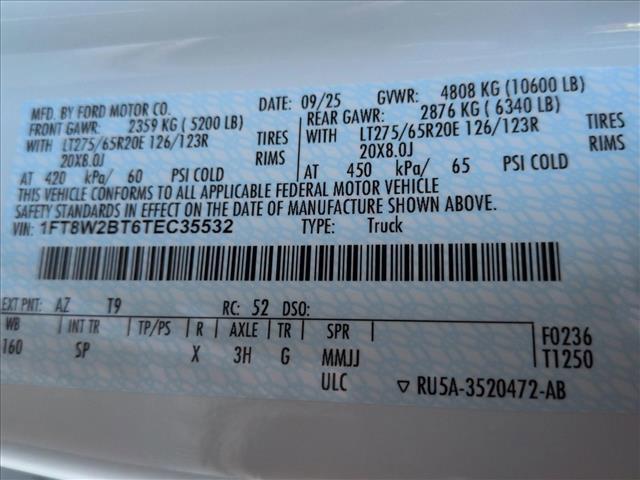 MFD. BY FORD MOTOR CO. DATE: 09/25 GVWR: 4808 KG (10600 LB)
FRONT GAWR: 2359 KG (5200 LB) REAR GAWR: 2876 KG (6340 LB)
WITH LT275/65R20E 126/123R TIRES WITH LT275/65R20E 126/123R TIRES
20X8.0J RIMS 20X8.0J RIMS
AT 420 kPa/ 60 PSI COLD AT 450 kPa/ 65 PSI COLD
THIS VEHICLE CONFORMS TO ALL APPLICABLE FEDERAL MOTOR VEHICLE
SAFETY STANDARDS IN EFFECT ON THE DATE OF MANUFACTURE SHOWN ABOVE.
VIN: 1FT8W2BT6TEC35532 TYPE: Truck
EXT PNT: AZ T9 RC: 52 DSO:
WB INT TR TP/PS R AXLE TR SPR F0236
160 SP X 3H G MMJJ T1250
ULC ▽ RU5A-3520472-AB